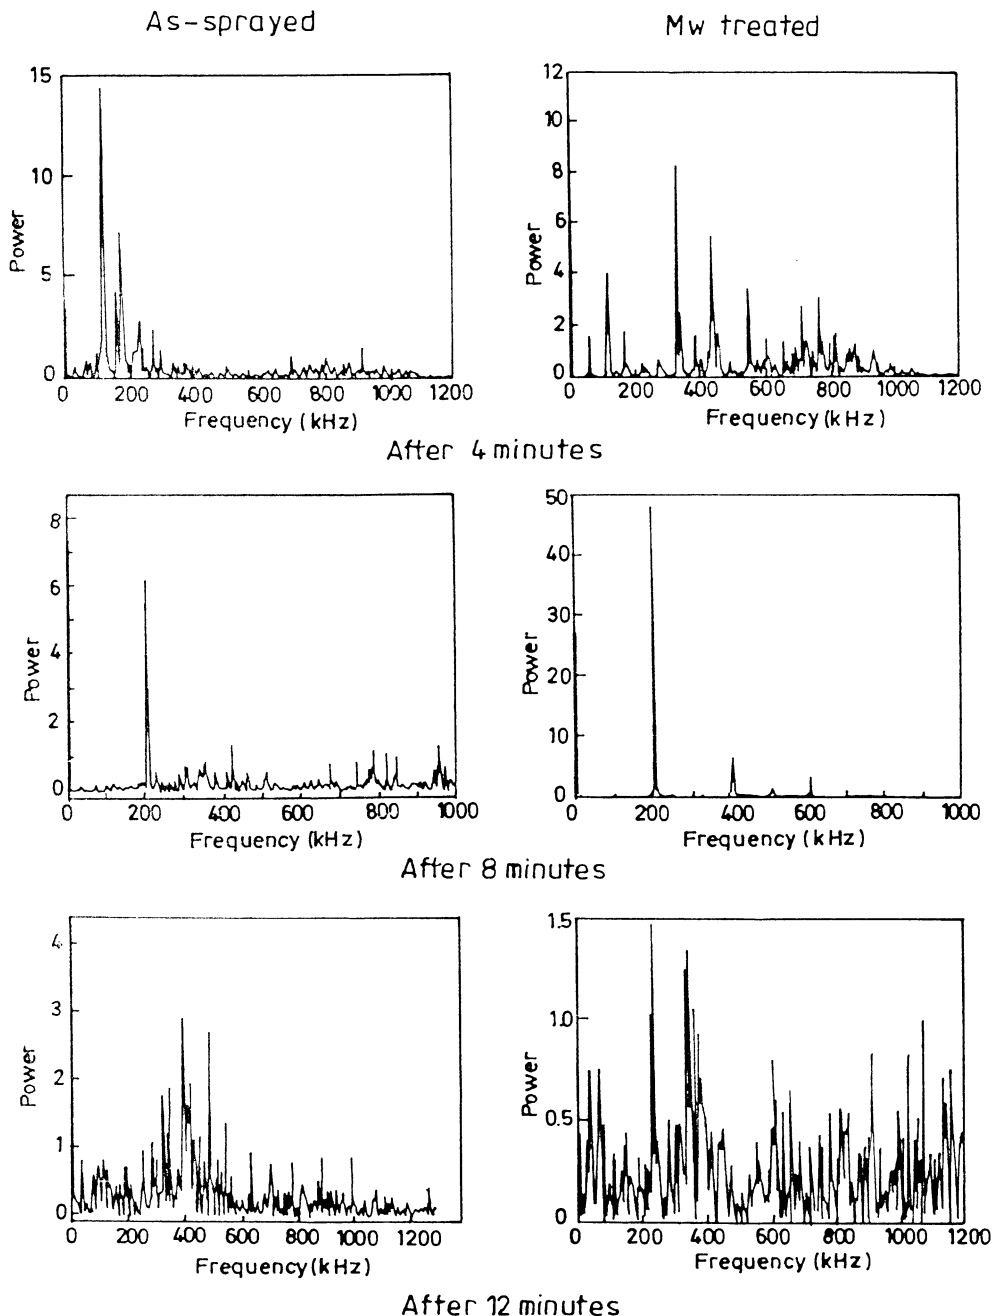 As-sprayed
Mw treated
15
10
5
0
Power
0 200 400 600 800 1000 1200
Frequency (kHz)
12
10
8
6
4
2
0
Power
0 200 400 600 800 1000 1200
Frequency (kHz)
After 4 minutes
8
6
4
2
0
Power
0 200 400 600 800 1000
Frequency (kHz)
50
40
30
20
10
0
Power
0 200 400 600 800 1000
Frequency (kHz)
After 8 minutes
4
3
2
1
0
Power
0 200 400 600 800 1000 1200
Frequency (kHz)
1.5
1.0
0.5
0
Power
0 200 400 600 800 1000 1200
Frequency (kHz)
After 12 minutes